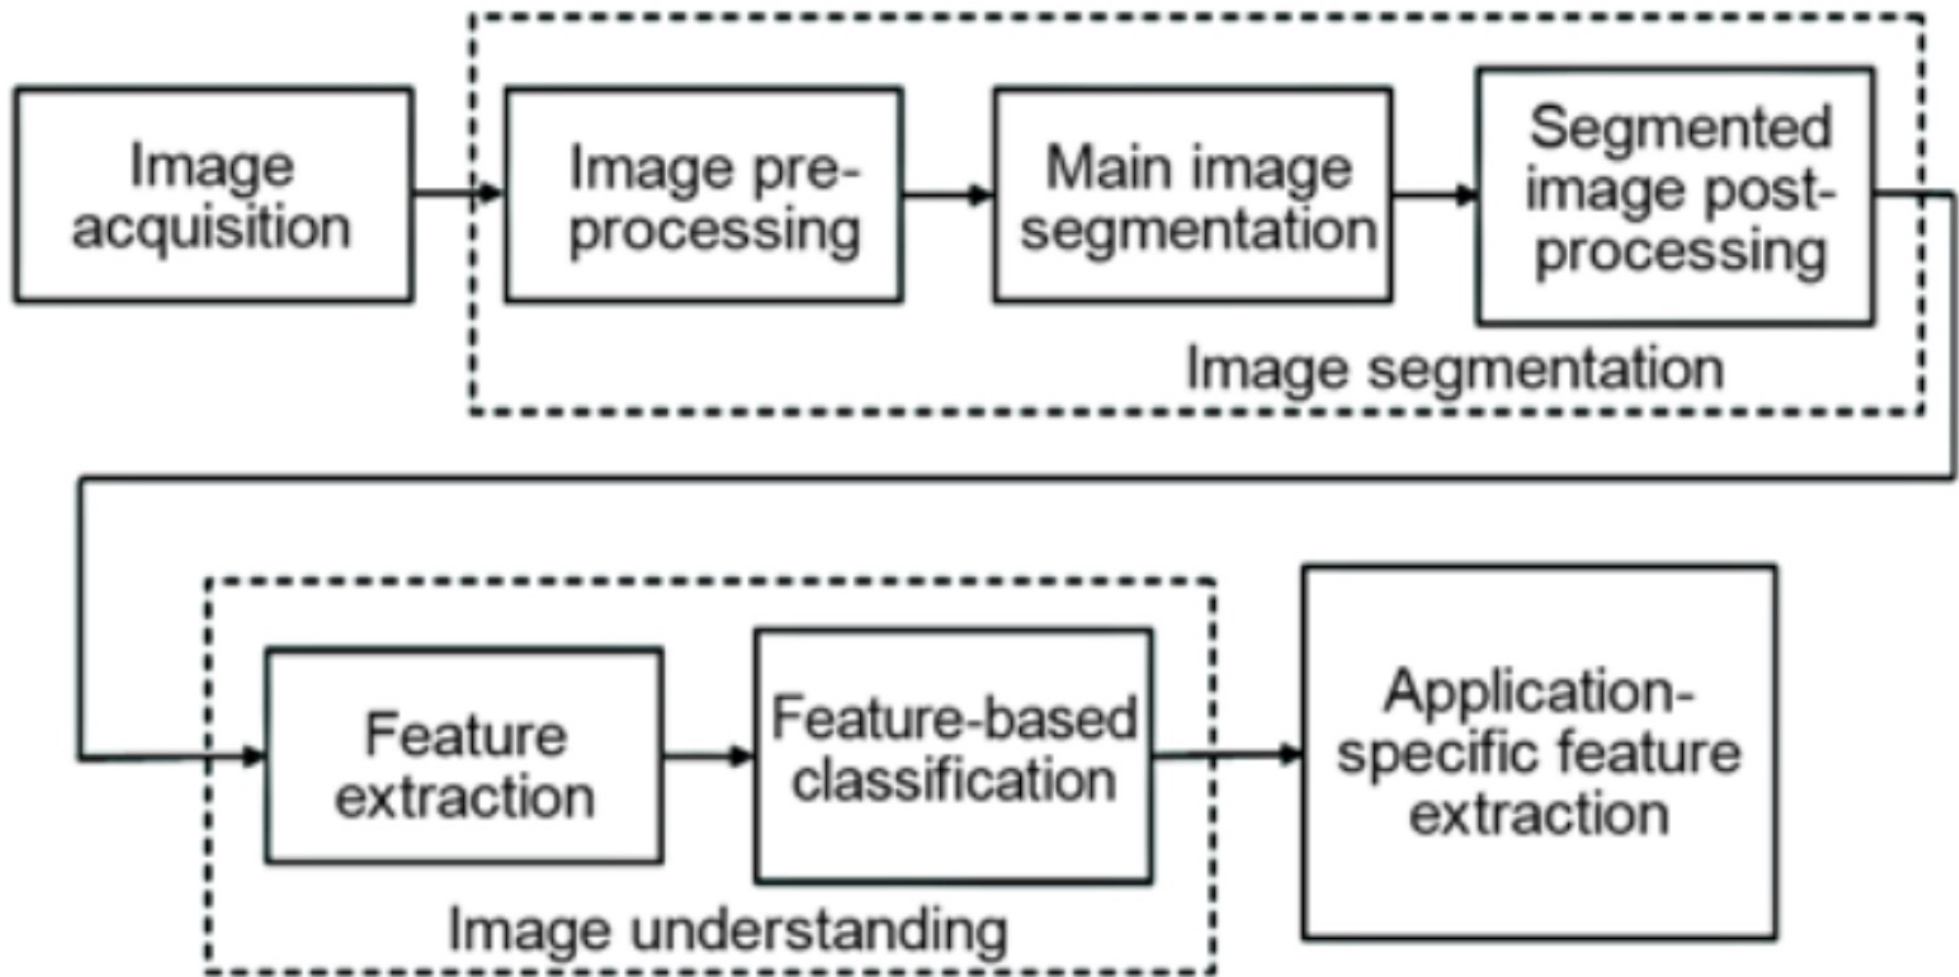 Image
acquisition
Image pre-
processing
Main image
segmentation
Segmented
image post-
processing
Image segmentation
Feature
extraction
Feature-based
classification
Image understanding
Application-
specific feature
extraction